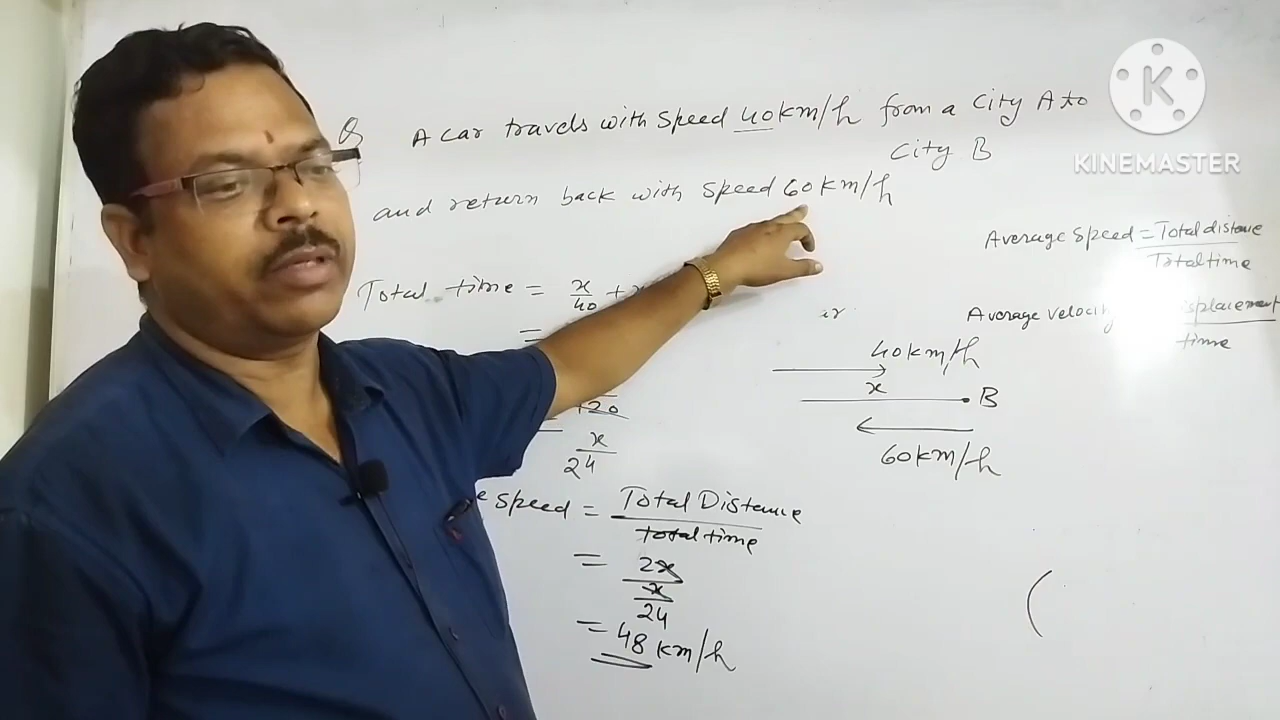 Q A car travels with speed 40km/h from a City A to
City B
and return back with speed 60km/h
K
KINEMASTER
Average Speed = Total distance
Total time
Total time = x/40 +
=
120
=
x/24
Average velocity
displacement
time
40km/h
x
B
60km/h
e speed = Total Distance
total time
= 2x
x
24
= 48 km/h
(